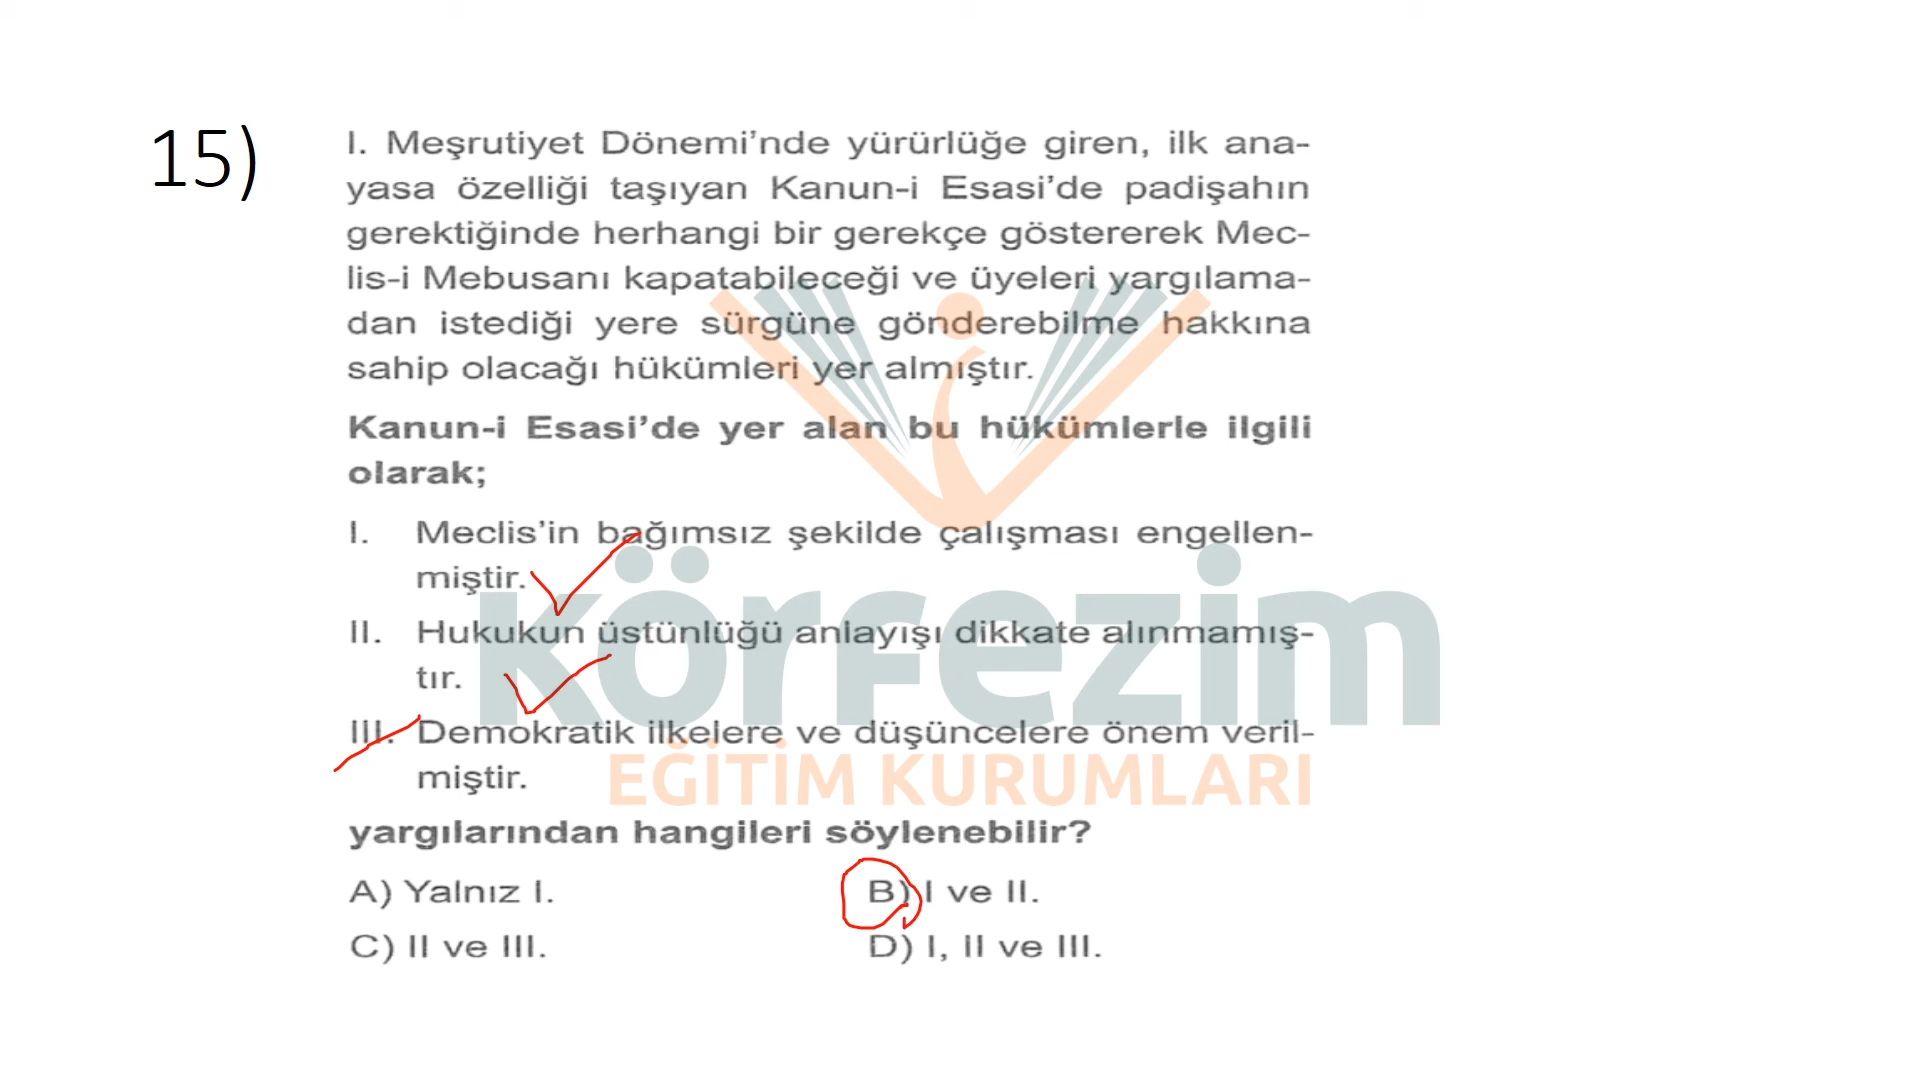 15)
I. Meşrutiyet Dönemi’nde yürürlüğe giren, ilk ana-
yasa özelliği taşıyan Kanun-i Esasi’de padişahın
gerektiğinde herhangi bir gerekçe göstererek Mec-
lis-i Mebusanı kapatabileceği ve üyeleri yargılama-
dan istediği yere sürgüne gönderebilme hakkına
sahip olacağı hükümleri yer almıştır.
Kanun-i Esasi’de yer alan bu hükümlerle ilgili
olarak;
I. Meclis’in bağımsız şekilde çalışması engellen-
miştir.
II. Hukukun üstünlüğü anlayışı dikkate alınmamış-
tır.
III. Demokratik ilkelere ve düşüncelere önem veril-
miştir.
yargılarından hangileri söylenebilir?
A) Yalnız I.
B) I ve II.
C) II ve III.
D) I, II ve III.
KÖRFEZİM
EĞİTİM KURUMLARI